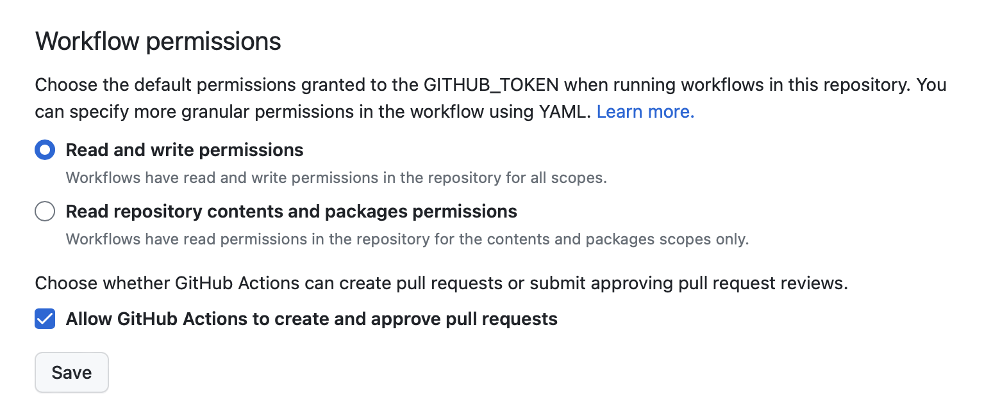 Workflow permissions
Choose the default permissions granted to the GITHUB_TOKEN when running workflows in this repository. You
can specify more granular permissions in the workflow using YAML. Learn more.
Read and write permissions
Workflows have read and write permissions in the repository for all scopes.
Read repository contents and packages permissions
Workflows have read permissions in the repository for the contents and packages scopes only.
Choose whether GitHub Actions can create pull requests or submit approving pull request reviews.
Allow GitHub Actions to create and approve pull requests
Save